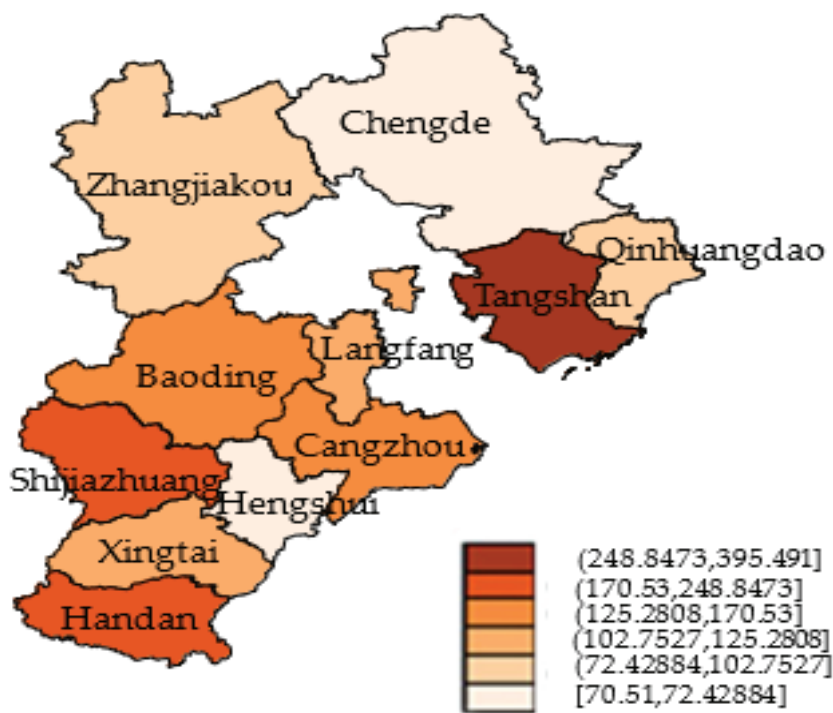 Chengde
Zhangjiakou
Qinhuangdao
Tangshan
Langfang
Baoding
Cangzhou
Shijiazhuang
Hengshui
Xingtai
Handan
(248.8473,395.491]
(170.53,248.8473]
(125.2808,170.53]
(102.7527,125.2808]
(72.42884,102.7527]
[70.51,72.42884]